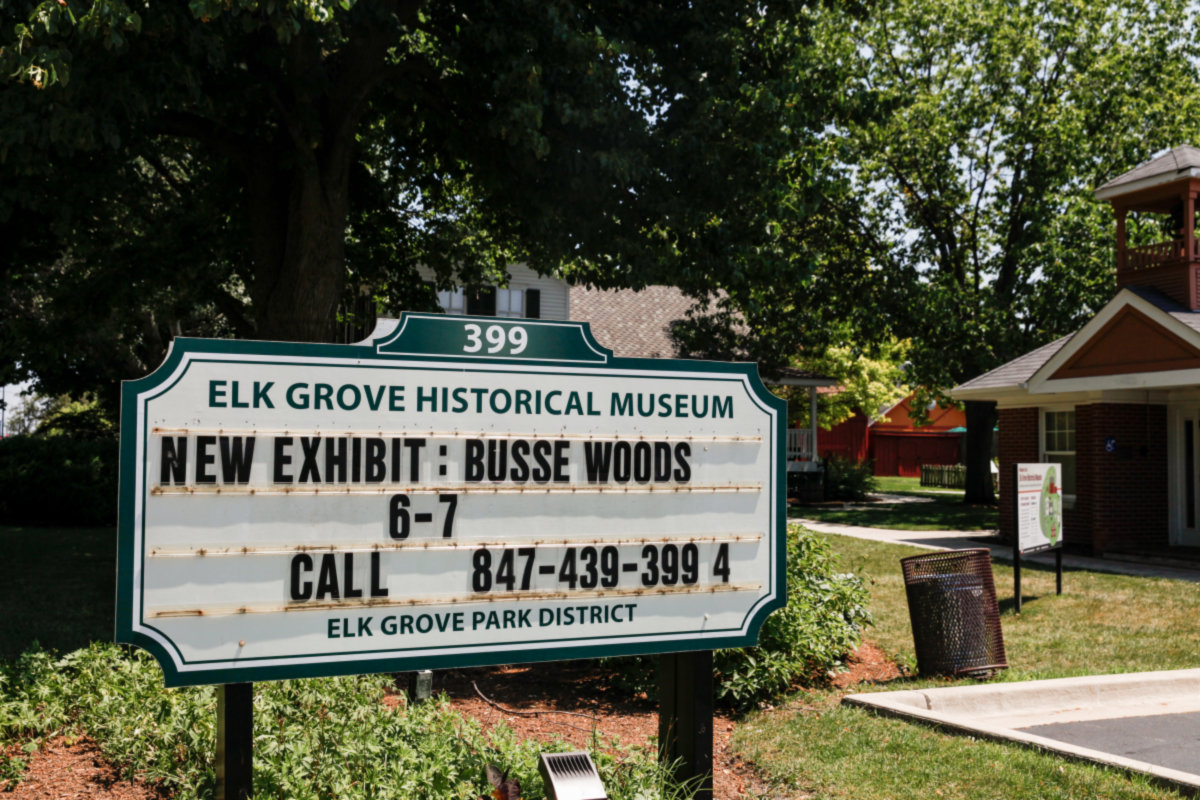 399
ELK GROVE HISTORICAL MUSEUM
NEW EXHIBIT : BUSSE WOODS
6-7
CALL 847-439-399 4
ELK GROVE PARK DISTRICT